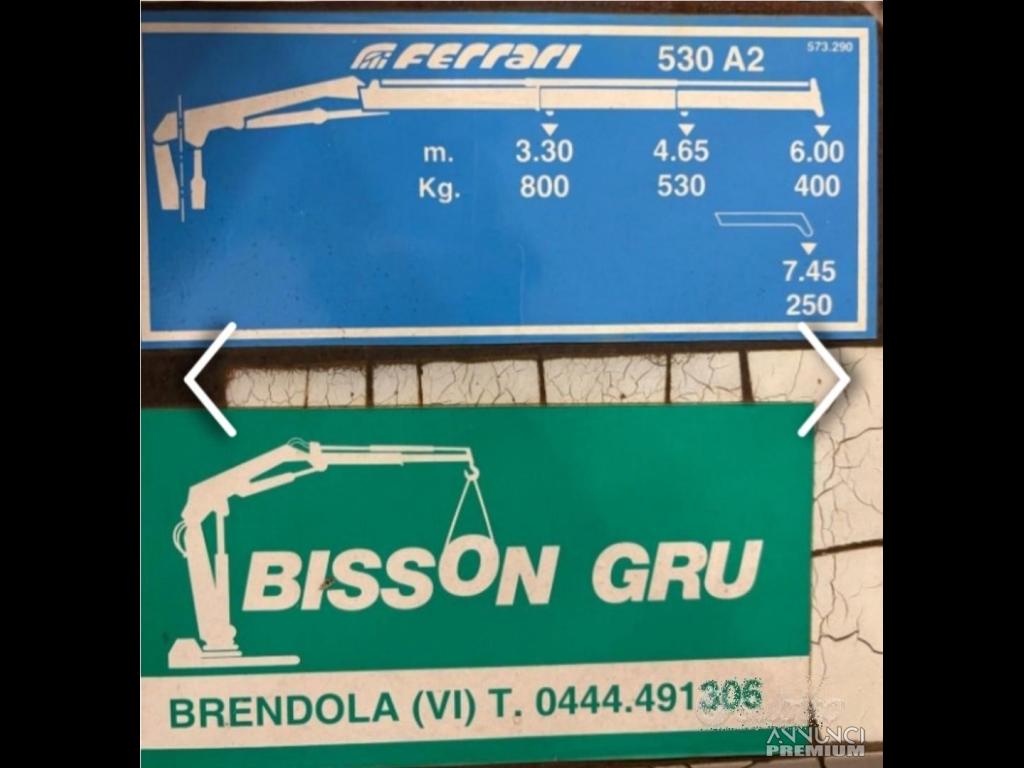 Ferrari 530 A2 573.290
m. 3.30 4.65 6.00
Kg. 800 530 400
7.45
250
BISSON GRU
BRENDOLA (VI) T. 0444.491306
ANNUNCI
PREMIUM